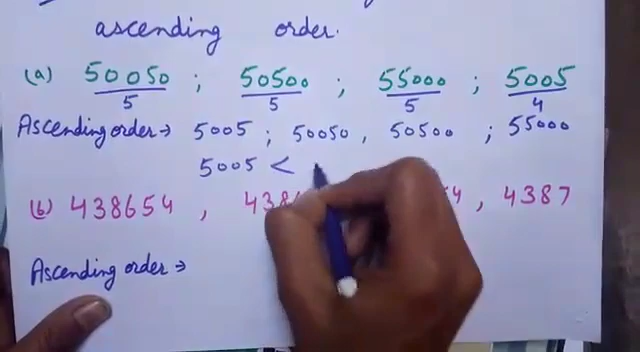 ascending order.
(a) 50050 ; 50500 ; 55000 ; 5005
5 5 5 4
Ascending order → 5005 ; 50050 , 50500 ; 55000
5005 <
(b) 438654 , , 4387
Ascending order →